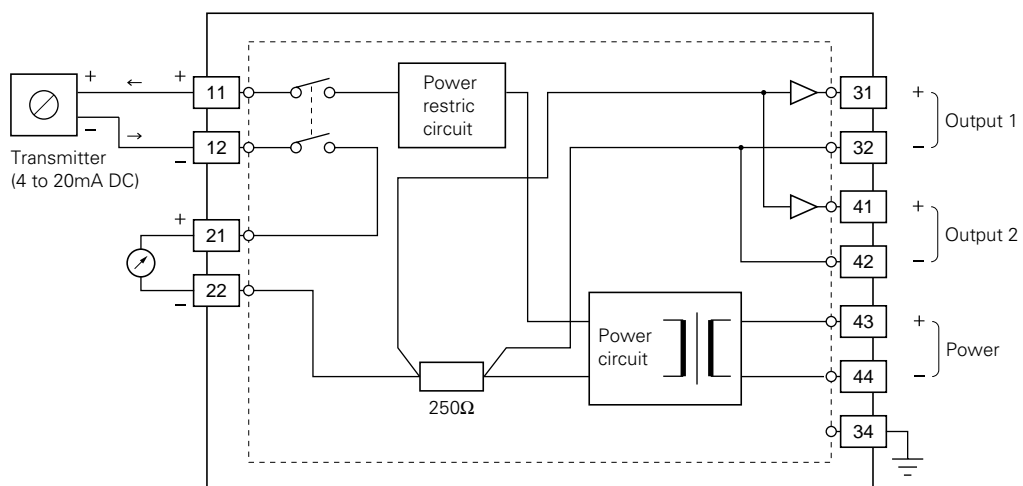 +
←
+
11
−
→
−
12
Transmitter
(4 to 20mA DC)
+
21
−
22
Power
restric
circuit
250Ω
Power
circuit
31
+
32
−
Output 1
41
+
42
−
Output 2
43
+
44
−
Power
34